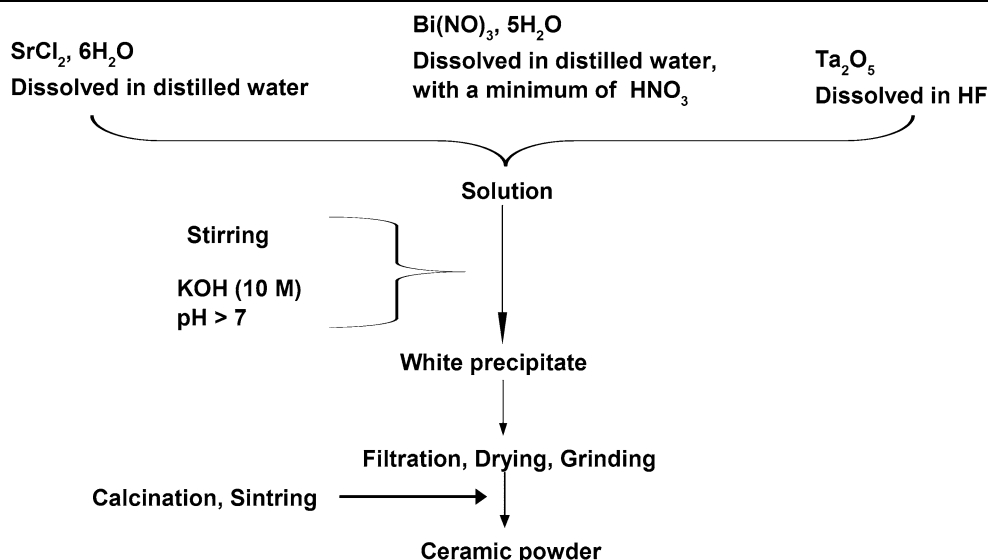 SrCl₂, 6H₂O
Dissolved in distilled water
Bi(NO)₃, 5H₂O
Dissolved in distilled water,
with a minimum of HNO₃
Ta₂O₅
Dissolved in HF
Solution
Stirring
KOH (10 M)
pH > 7
White precipitate
Filtration, Drying, Grinding
Calcination, Sintring
Ceramic powder